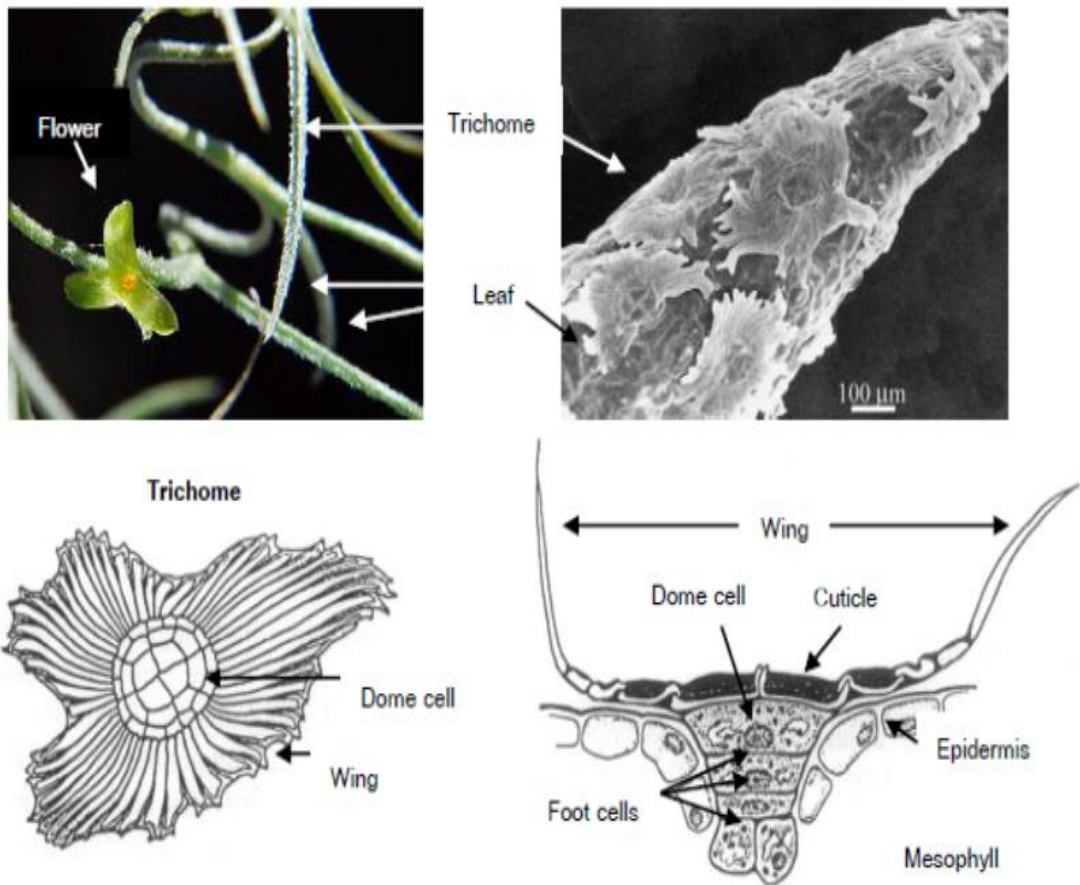 Flower
Trichome
Leaf
100 µm
Trichome
Dome cell
Wing
Wing
Dome cell
Cuticle
Epidermis
Foot cells
Mesophyll